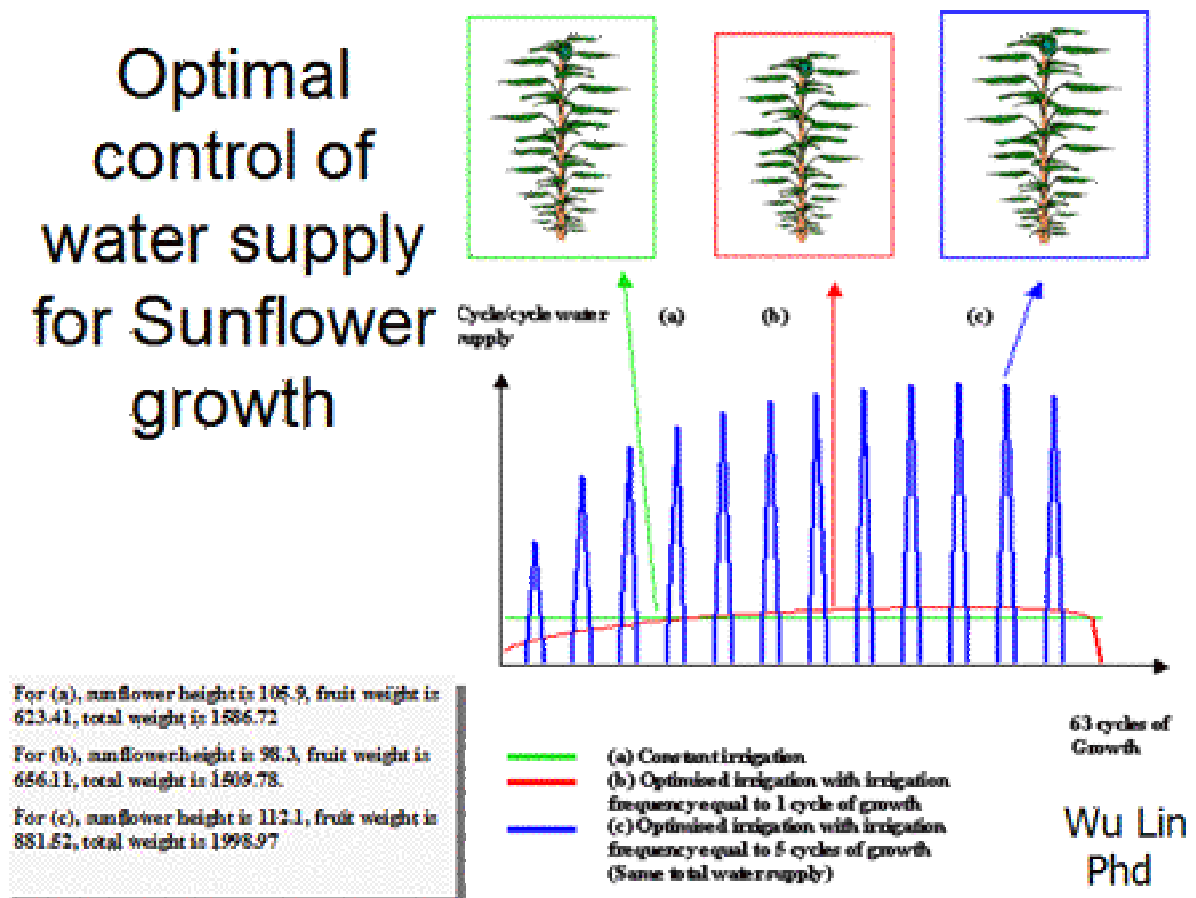 Optimal
control of
water supply
for Sunflower
growth
Cycle/cycle water
supply
(a)
(b)
(c)
For (a), sunflower height is 105.9, fruit weight is
623.41, total weight is 1586.72
For (b), sunflower.height is 98.3, fruit weight is
656.11, total weight is 1509.78.
For (c), sunflower height is 112.1, fruit weight is
881.52, total weight is 1998.97
63 cycles of
Growth
(a) Constant irrigation
(b) Optimised irrigation with irrigation
frequency equal to 1 cycle of growth
(c) Optimised irrigation with irrigation
frequency equal to 5 cycles of growth
(Same total water supply)
Wu Lin
Phd